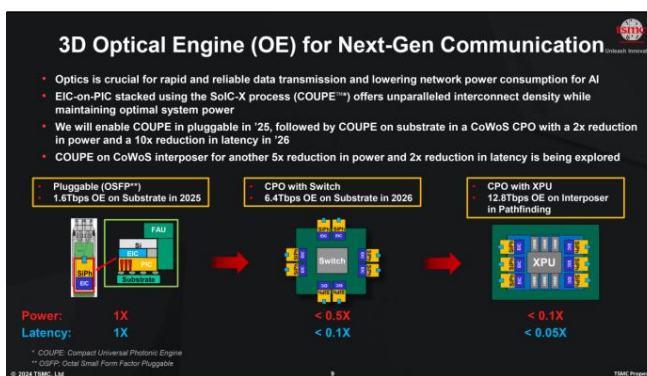 tsmc
Unleash Innovat
3D Optical Engine (OE) for Next-Gen Communication
• Optics is crucial for rapid and reliable data transmission and lowering network power consumption for AI
• EIC-on-PIC stacked using the SoIC-X process (COUPE™*) offers unparalleled interconnect density while
maintaining optimal system power
• We will enable COUPE in pluggable in '25, followed by COUPE on substrate in a CoWoS CPO with a 2x reduction
in power and a 10x reduction in latency in '26
• COUPE on CoWoS interposer for another 5x reduction in power and 2x reduction in latency is being explored
• Pluggable (OSFP**)
• 1.6Tbps OE on Substrate in 2025
• CPO with Switch
• 6.4Tbps OE on Substrate in 2026
• CPO with XPU
• 12.8Tbps OE on Interposer
in Pathfinding
SiPh
EIC
FAU
Si
EIC
PIC
Substrate
Switch
XPU
Power: 1X < 0.5X < 0.1X
Latency: 1X < 0.1X < 0.05X
* COUPE: Compact Universal Photonic Engine
** OSFP: Octal Small Form Factor Pluggable
© 2024 TSMC, Ltd
9
TSMC Proper